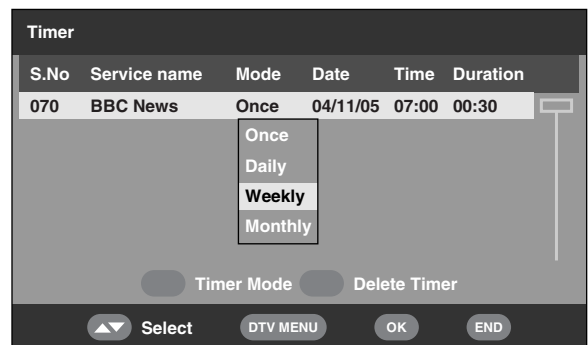 Timer
S.No Service name Mode Date Time Duration
070 BBC News Once 04/11/05 07:00 00:30
Once
Daily
Weekly
Monthly
Timer Mode Delete Timer
Select DTV MENU OK END